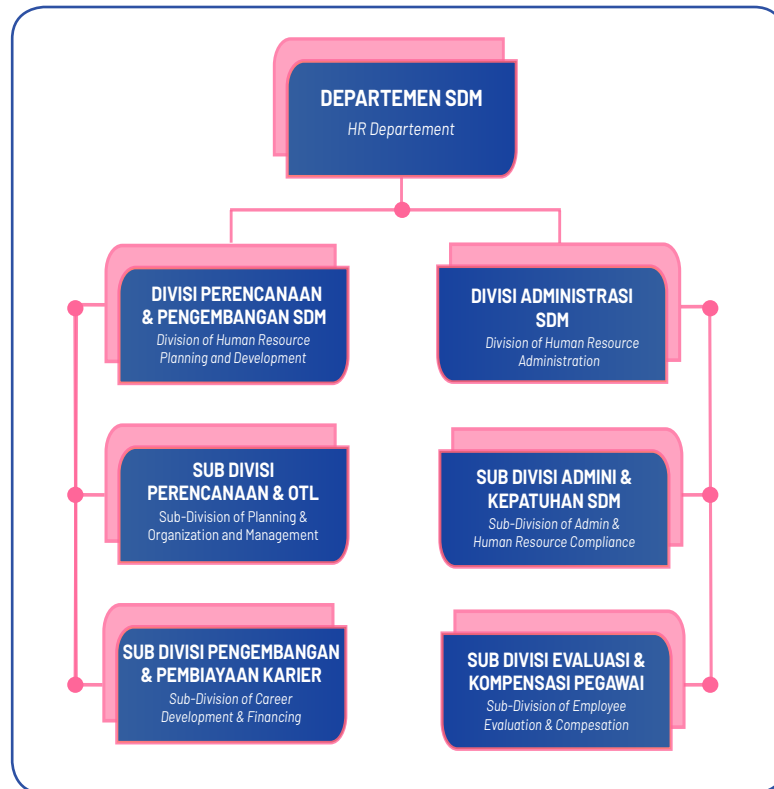 DEPARTEMEN SDM
HR Departement
DIVISI PERENCANAAN
& PENGEMBANGAN SDM
Division of Human Resource
Planning and Development
DIVISI ADMINISTRASI
SDM
Division of Human Resource
Administration
SUB DIVISI
PERENCANAAN & OTL
Sub-Division of Planning &
Organization and Management
SUB DIVISI ADMINI &
KEPATUHAN SDM
Sub-Division of Admin &
Human Resource Compliance
SUB DIVISI PENGEMBANGAN
& PEMBIAYAAN KARIER
Sub-Division of Career
Development & Financing
SUB DIVISI EVALUASI &
KOMPENSASI PEGAWAI
Sub-Division of Employee
Evaluation & Compesation